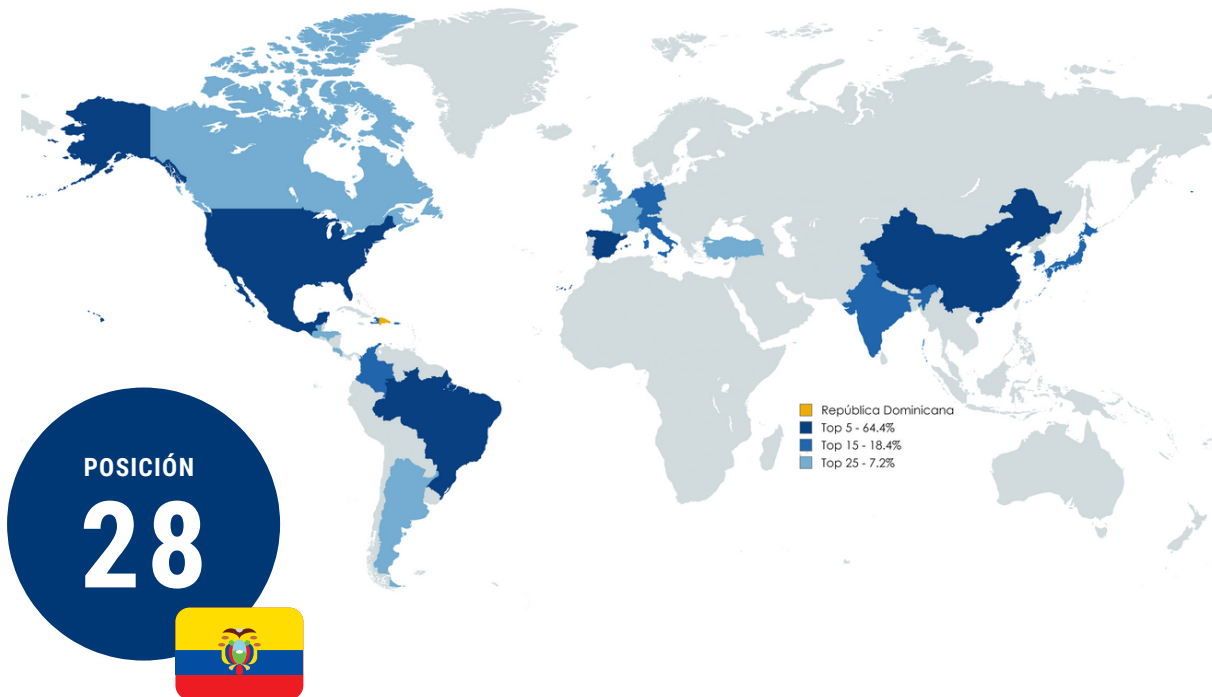 República Dominicana
Top 5 - 64.4%
Top 15 - 18.4%
Top 25 - 7.2%
POSICIÓN
28